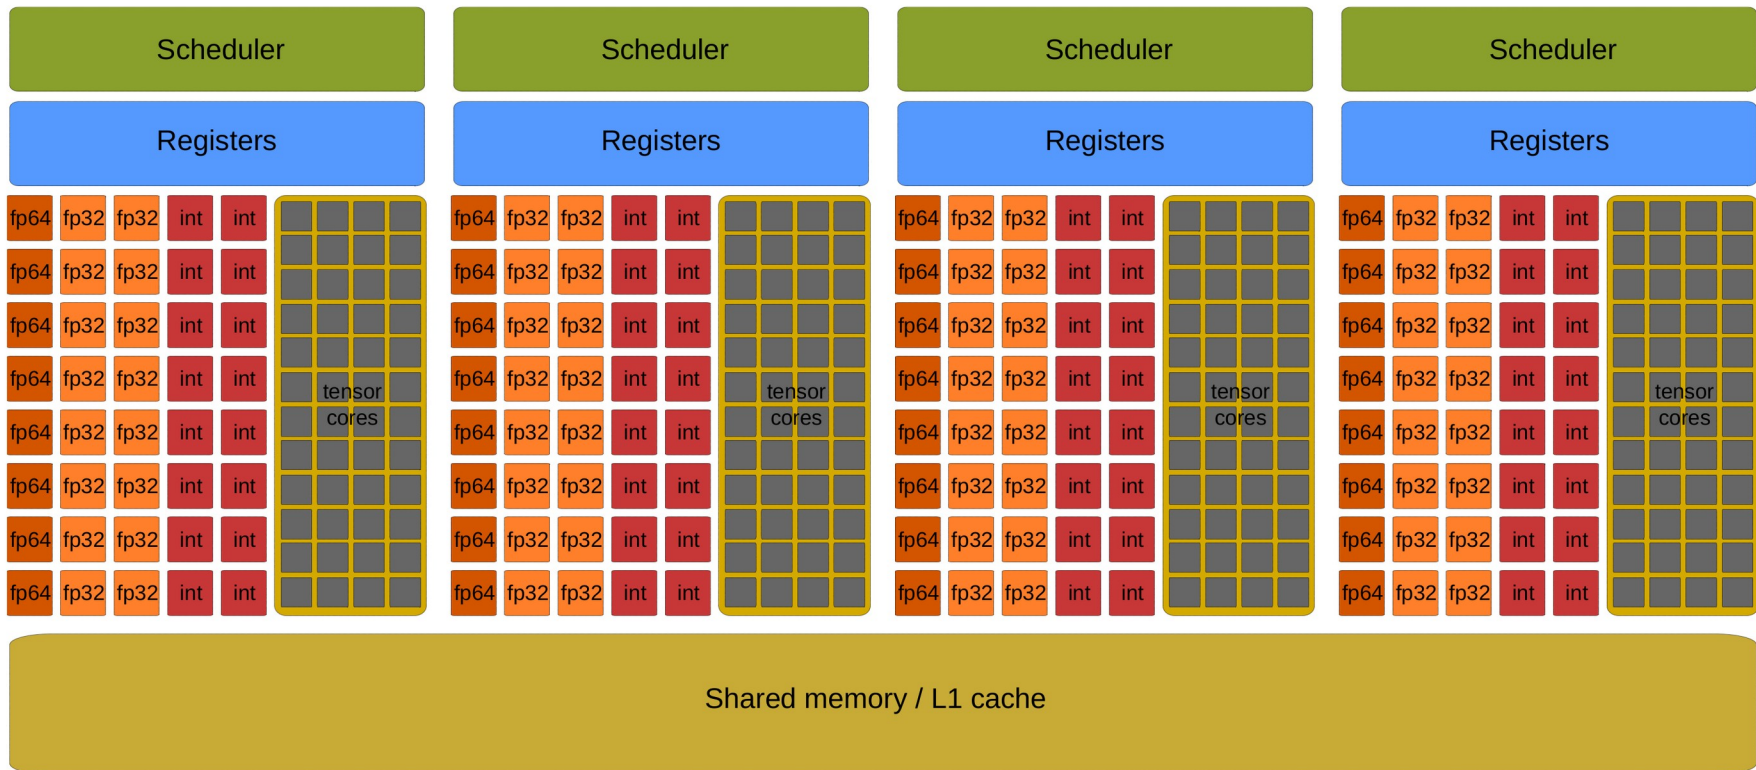 Scheduler Scheduler Scheduler Scheduler
Registers Registers Registers Registers
fp64 fp32 fp32 int int fp64 fp32 fp32 int int fp64 fp32 fp32 int int fp64 fp32 fp32 int int
fp64 fp32 fp32 int int fp64 fp32 fp32 int int fp64 fp32 fp32 int int fp64 fp32 fp32 int int
fp64 fp32 fp32 int int fp64 fp32 fp32 int int fp64 fp32 fp32 int int fp64 fp32 fp32 int int
fp64 fp32 fp32 int int fp64 fp32 fp32 int int fp64 fp32 fp32 int int fp64 fp32 fp32 int int
tensor tensor tensor tensor
cores cores cores cores
fp64 fp32 fp32 int int fp64 fp32 fp32 int int fp64 fp32 fp32 int int fp64 fp32 fp32 int int
fp64 fp32 fp32 int int fp64 fp32 fp32 int int fp64 fp32 fp32 int int fp64 fp32 fp32 int int
fp64 fp32 fp32 int int fp64 fp32 fp32 int int fp64 fp32 fp32 int int fp64 fp32 fp32 int int
fp64 fp32 fp32 int int fp64 fp32 fp32 int int fp64 fp32 fp32 int int fp64 fp32 fp32 int int
Shared memory / L1 cache